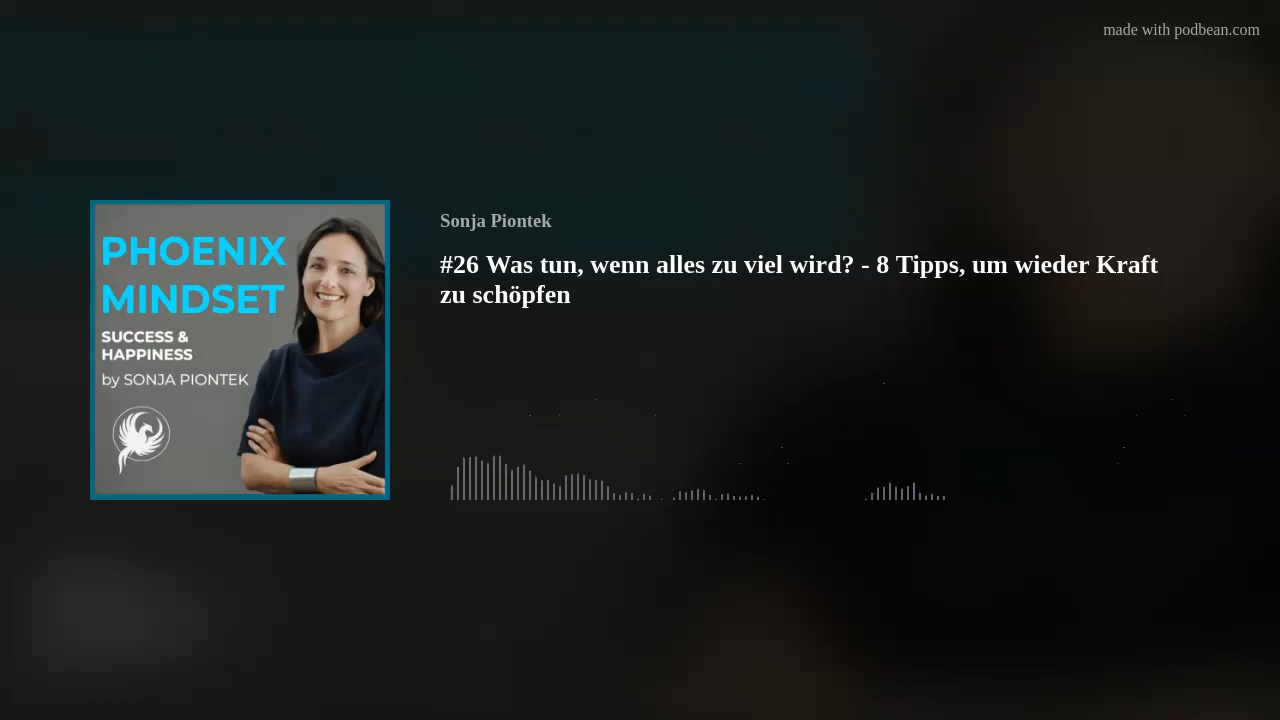 made with podbean.com
PHOENIX
MINDSET
SUCCESS &
HAPPINESS
by SONJA PIONTEK
Sonja Piontek
#26 Was tun, wenn alles zu viel wird? - 8 Tipps, um wieder Kraft
zu schöpfen